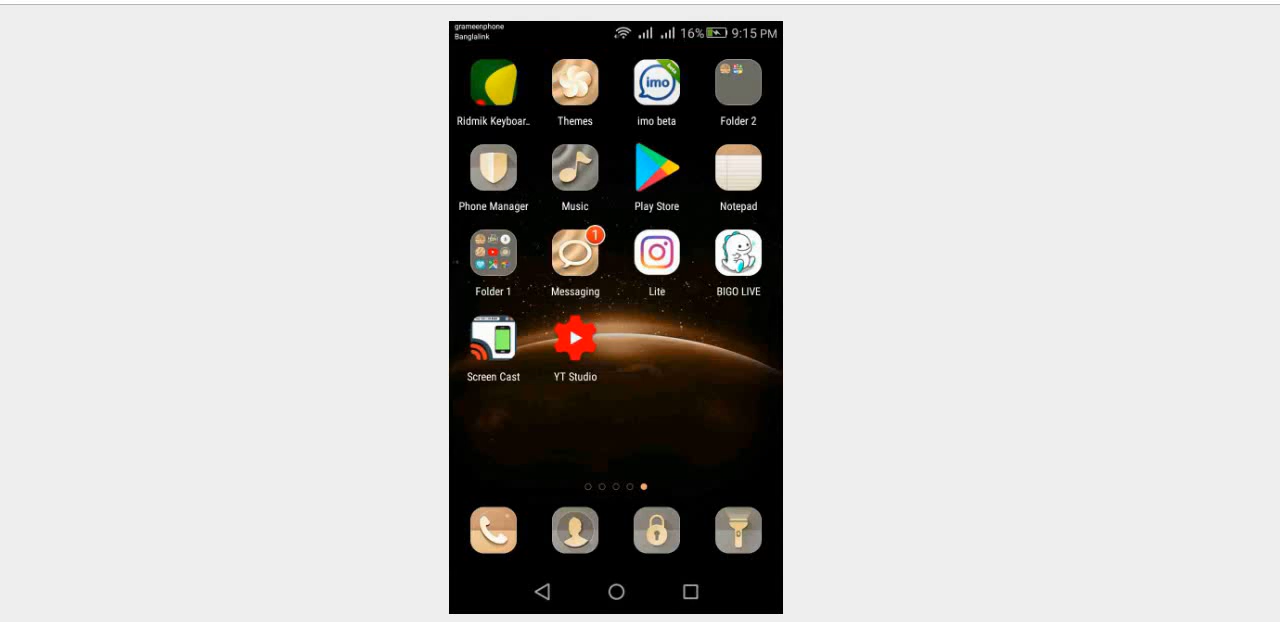 grameenphone
Banglalink
16% 9:15 PM
beta
imo
Ridmik Keyboar..
Themes
imo beta
Folder 2
Phone Manager
Music
Play Store
Notepad
1
Folder 1
Messaging
Lite
BIGO LIVE
Screen Cast
YT Studio